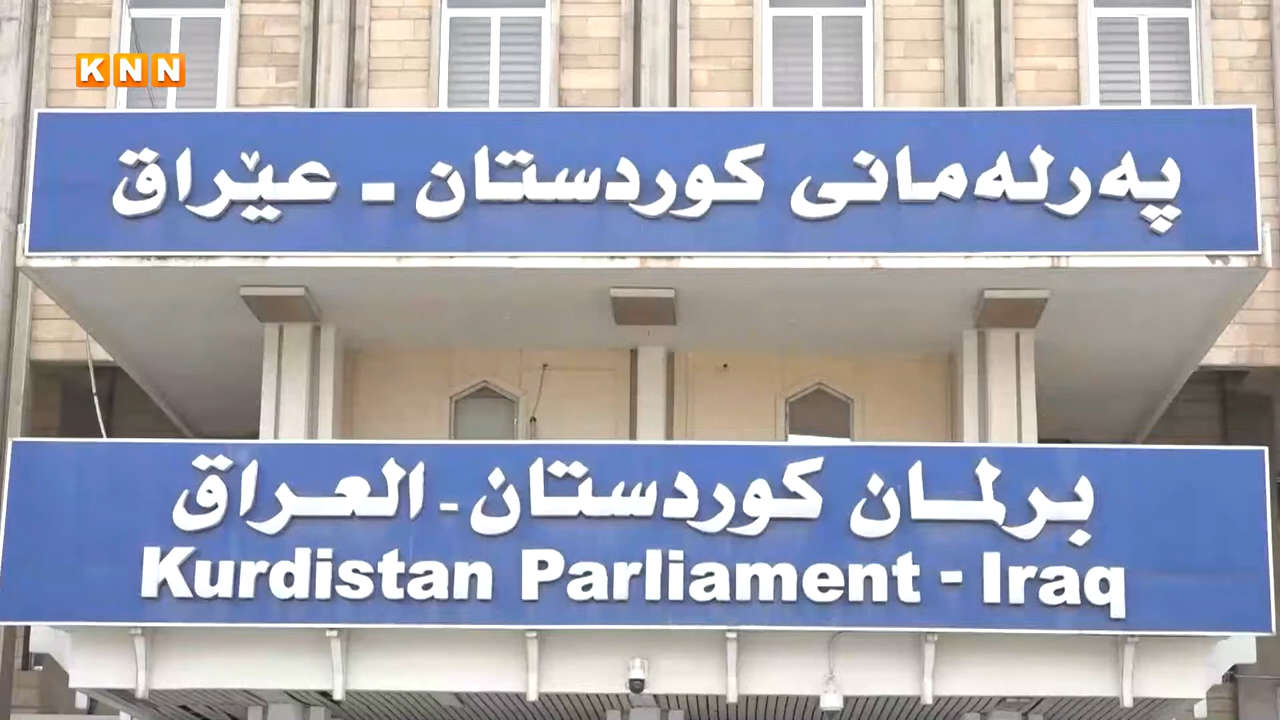 KNN
پەرلەمانی کوردستان - عێراق
برلمان كوردستان - العراق
Kurdistan Parliament - Iraq